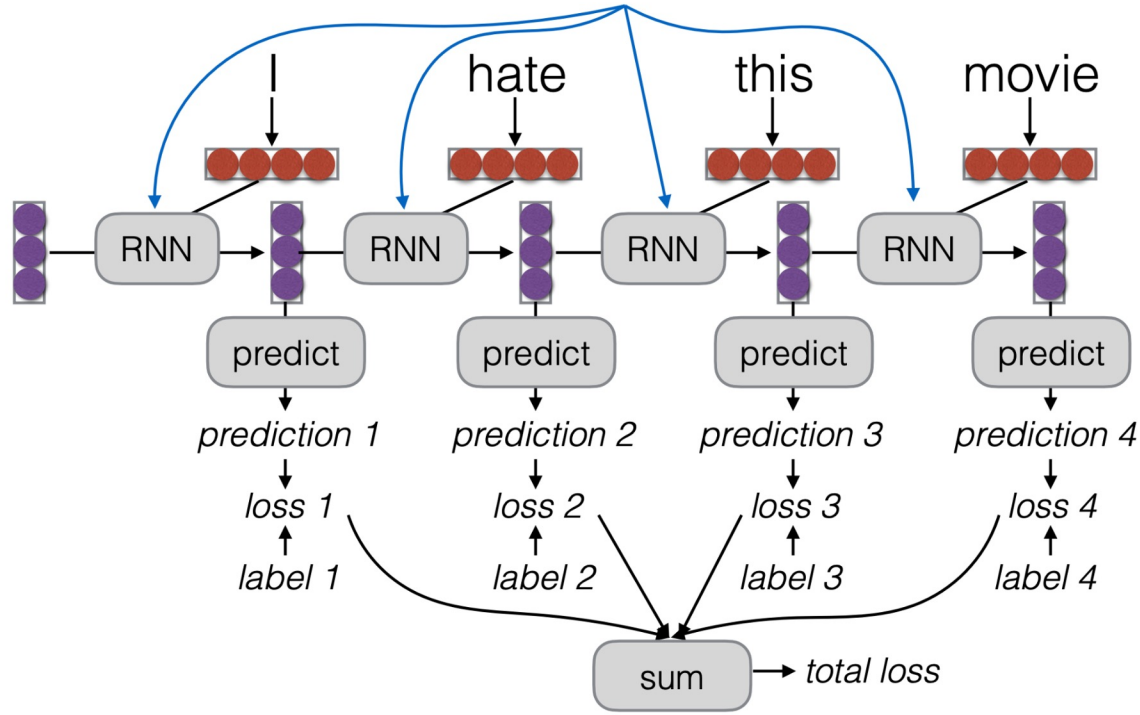 I hate this movie
RNN RNN RNN RNN
predict predict predict predict
prediction 1 prediction 2 prediction 3 prediction 4
loss 1 loss 2 loss 3 loss 4
label 1 label 2 label 3 label 4
sum total loss